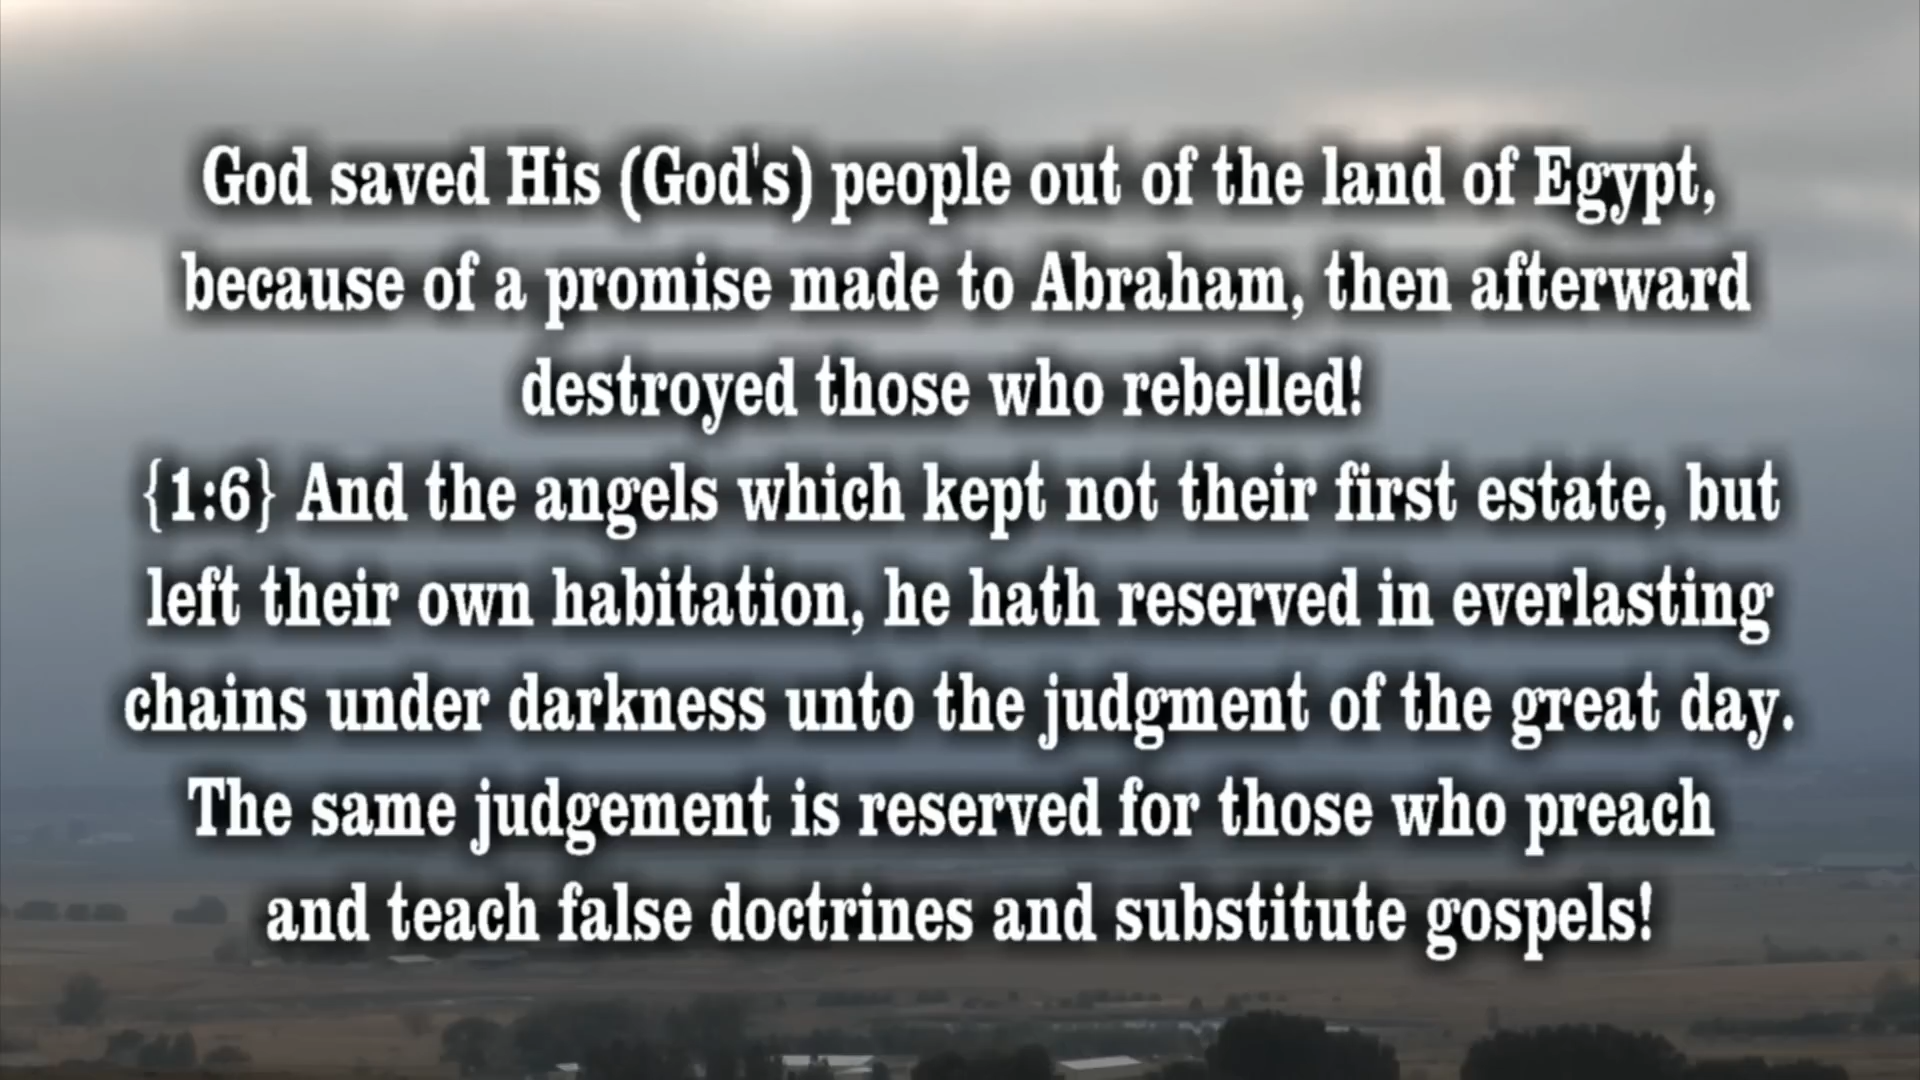 God saved His (God's) people out of the land of Egypt,
because of a promise made to Abraham, then afterward
destroyed those who rebelled!
{1:6} And the angels which kept not their first estate, but
left their own habitation, he hath reserved in everlasting
chains under darkness unto the judgment of the great day.
The same judgement is reserved for those who preach
and teach false doctrines and substitute gospels!